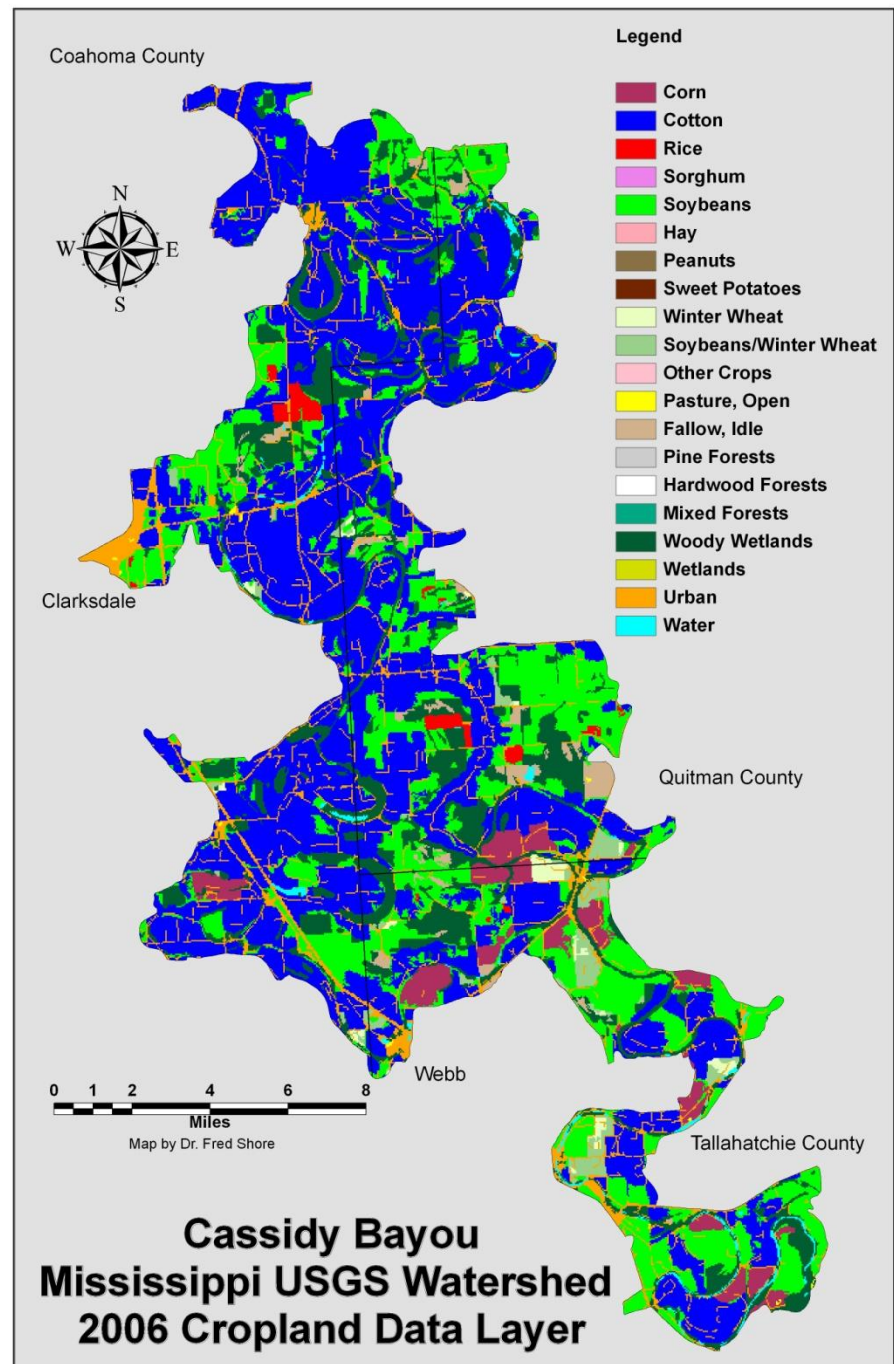 Coahoma County
N
W E
S
Legend
Corn
Cotton
Rice
Sorghum
Soybeans
Hay
Peanuts
Sweet Potatoes
Winter Wheat
Soybeans/Winter Wheat
Other Crops
Pasture, Open
Fallow, Idle
Pine Forests
Hardwood Forests
Mixed Forests
Woody Wetlands
Wetlands
Urban
Water
Clarksdale
Quitman County
Webb
0 1 2 4 6 8
Miles
Map by Dr. Fred Shore
Tallahatchie County
Cassidy Bayou
Mississippi USGS Watershed
2006 Cropland Data Layer